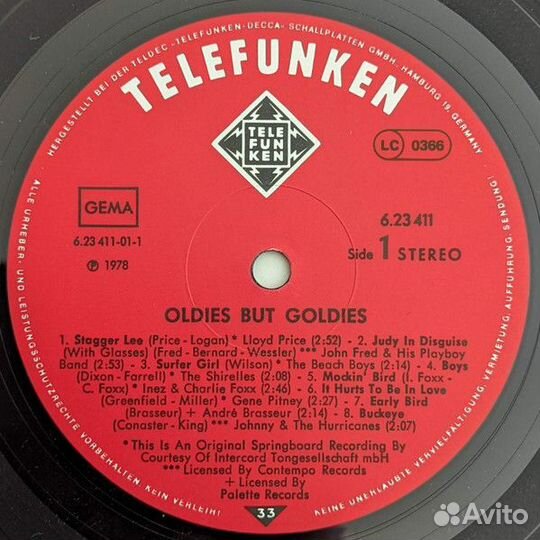 HERGESTELLT BEI DER TELDEC »TELEFUNKEN-DECCA« SCHALLPLATTEN GMBH., HAMBURG 19, GERMANY
TELEFUNKEN
TELE
FUN
KEN
LC 0366
GEMA
6.23 411-01-1
Ⓟ 1978
6.23 411
Side 1 STEREO
OLDIES BUT GOLDIES
1. Stagger Lee (Price-Logan)* Lloyd Price (2:52) - 2. Judy In Disguise
(With Glasses) (Fred-Bernard-Wessler)*** John Fred & His Playboy
Band (2:53) - 3. Surfer Girl (Wilson)* The Beach Boys (2:14) - 4. Boys
(Dixon-Farrell)* The Shirelles (2:08) - 5. Mockin' Bird (I. Foxx-
C. Foxx)* Inez & Charlie Foxx (2:46) - 6. It Hurts To Be In Love
(Greenfield-Miller)* Gene Pitney (2:30) - 7. Early Bird
(Brasseur)+ André Brasseur (2:14) - 8. Buckeye
(Conaster-King)*** Johnny & The Hurricanes (2:07)
* This Is An Original Springboard Recording By
Courtesy Of Intercord Tongesellschaft mbH
*** Licensed By Contempo Records
+ Licensed By
Palette Records
33
ALLE URHEBER- UND LEISTUNGSSCHUTZRECHTE VORBEHALTEN KEIN VERLEIH!
KEINE UNERLAUBTE VERVIELFÄLTIGUNG, VERMIETUNG, AUFFÜHRUNG, SENDUNG!
Avito